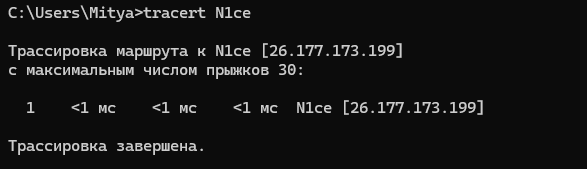 C:\Users\Mitya>tracert N1ce
Трассировка маршрута к N1ce [26.177.173.199]
с максимальным числом прыжков 30:
1 <1 мс <1 мс <1 мс N1ce [26.177.173.199]
Трассировка завершена.